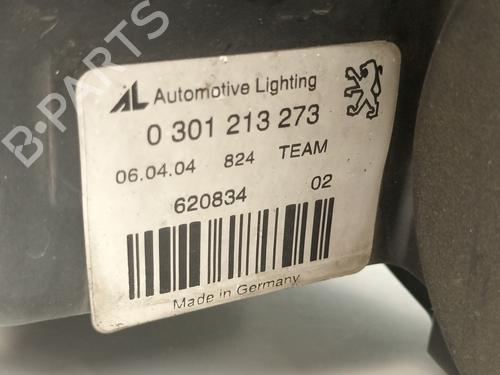 B-PARTS
AL Automotive Lighting
0 301 213 273
06.04.04 824 TEAM
620834 02
Made in Germany